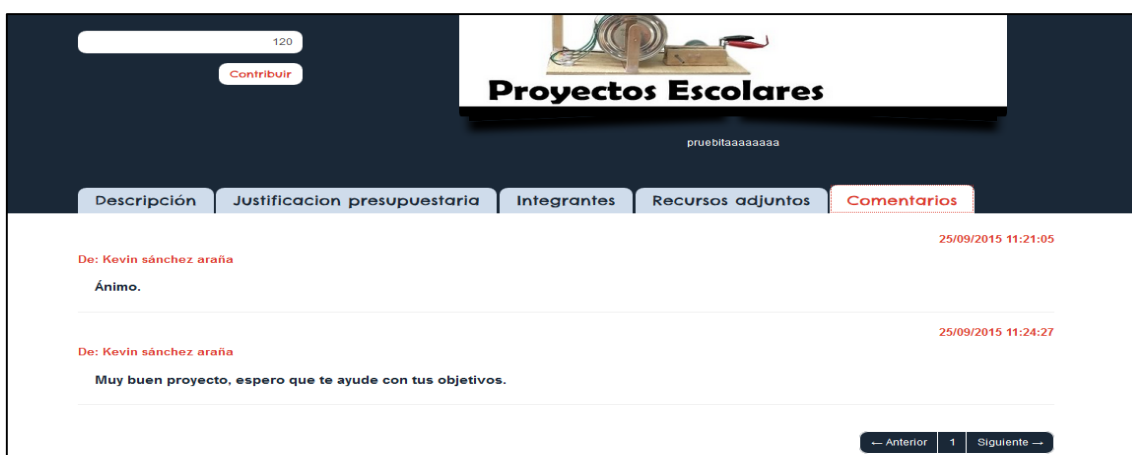 120
Contribuir
Proyectos Escolares
pruebitaaaaaaaa
Descripción Justificacion presupuestaria Integrantes Recursos adjuntos Comentarios
25/09/2015 11:21:05
De: Kevin sánchez araña
Ánimo.
25/09/2015 11:24:27
De: Kevin sánchez araña
Muy buen proyecto, espero que te ayude con tus objetivos.
← Anterior 1 Siguiente →